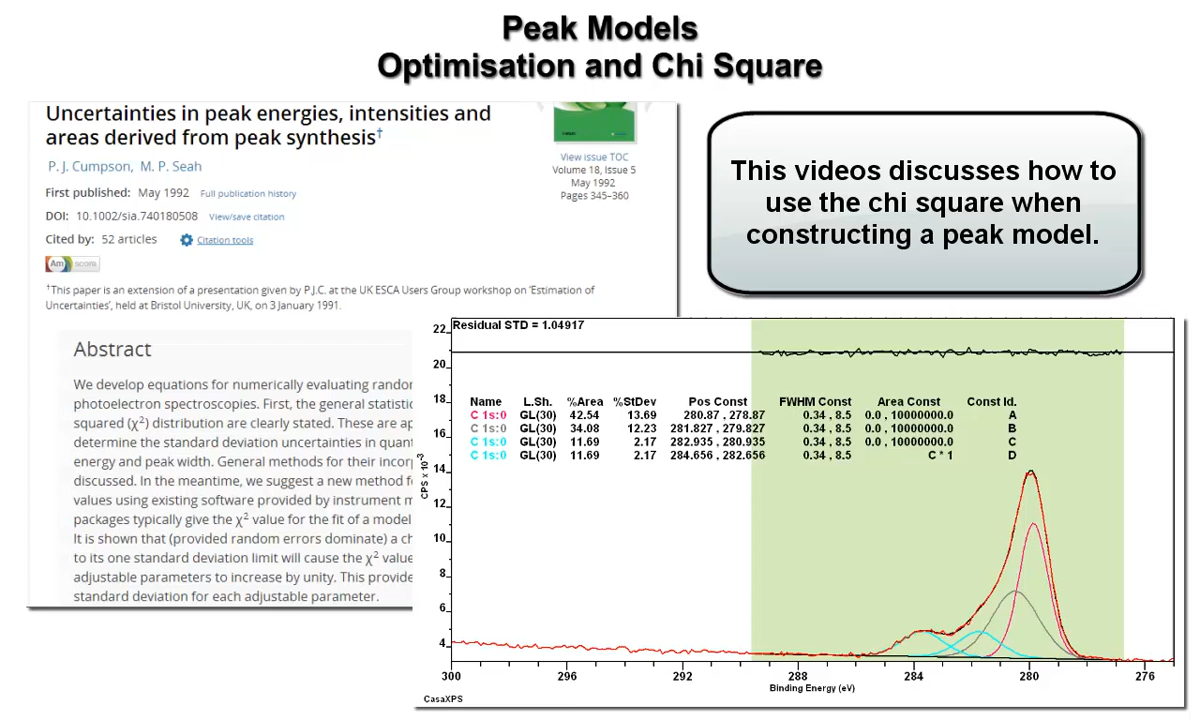 Peak Models
Optimisation and Chi Square
Uncertainties in peak energies, intensities and
areas derived from peak synthesis†
P. J. Cumpson, M. P. Seah
First published: May 1992 Full publication history
DOI: 10.1002/sia.740180508 View/save citation
Cited by: 52 articles Citation tools
Am score
†This paper is an extension of a presentation given by P.J.C. at the UK ESCA Users Group workshop on 'Estimation of
Uncertainties', held at Bristol University, UK, on 3 January 1991.
View issue TOC
Volume 18, Issue 5
May 1992
Pages 345–360
This videos discusses how to
use the chi square when
constructing a peak model.
Abstract
We develop equations for numerically evaluating
photoelectron spectroscopies. First, the general
squared (χ2) distribution are clearly stated. These are
determine the standard deviation uncertainties in
energy and peak width. General methods for their
discussed. In the meantime, we suggest a new method
values using existing software provided by instrument
packages typically give the χ2 value for the fit of a model
It is shown that (provided random errors dominate) a
to its one standard deviation limit will cause the χ2 value
adjustable parameters to increase by unity. This
standard deviation for each adjustable parameter.
Residual STD = 1.04917
Name L.Sh. %Area %StDev Pos Const FWHM Const Area Const Const Id.
C 1s:0 GL(30) 42.54 13.69 280.87 , 278.87 0.34 , 8.5 0.0 , 10000000.0 A
C 1s:0 GL(30) 34.08 12.23 281.827 , 279.827 0.34 , 8.5 0.0 , 10000000.0 B
C 1s:0 GL(30) 11.69 2.17 282.935 , 280.935 0.34 , 8.5 0.0 , 10000000.0 C
C 1s:0 GL(30) 11.69 2.17 284.656 , 282.656 0.34 , 8.5 C * 1 D
22
20
18
16
14
12
10
8
6
4
CPS x 10-3
300 296 292 288 284 280 276
Binding Energy (eV)
CasaXPS